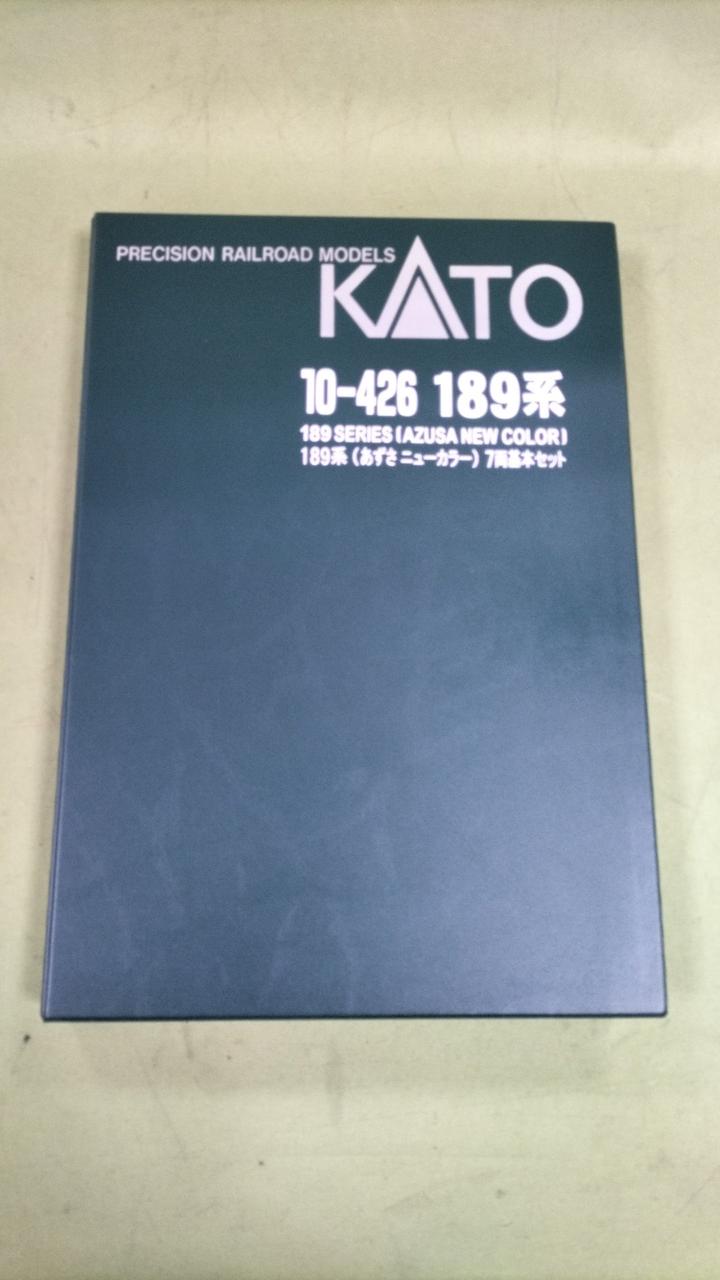 PRECISION RAILROAD MODELS
KATO
10-426 189系
189 SERIES (AZUSA NEW COLOR)
189系 (あずさ ニューカラー) 7両基本セット